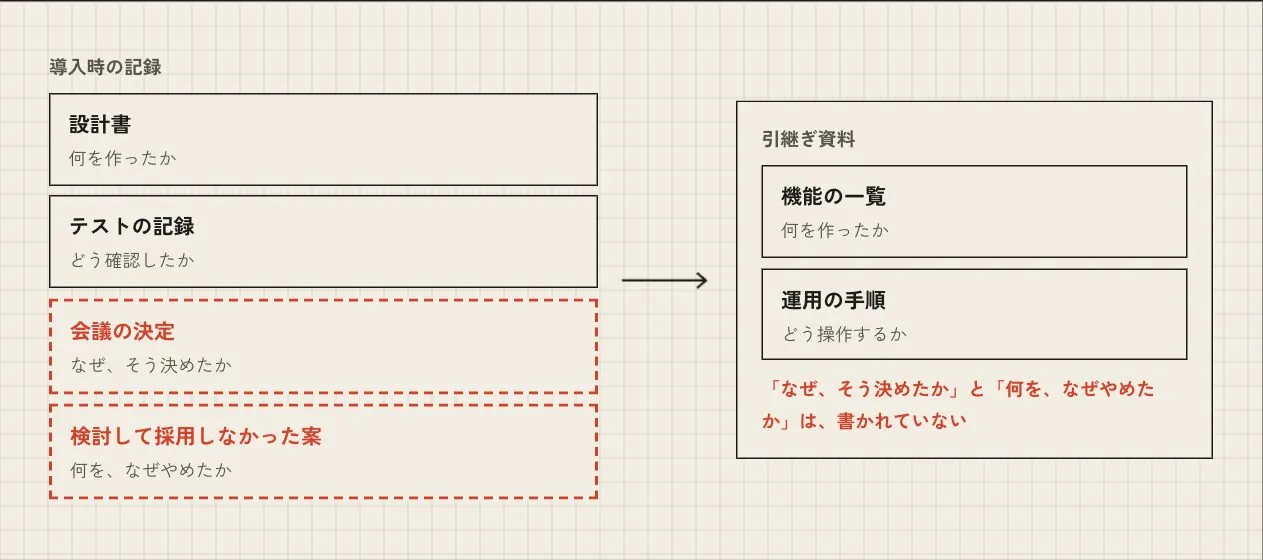 導入時の記録
設計書
何を作ったか
テストの記録
どう確認したか
会議の決定
なぜ、そう決めたか
検討して採用しなかった案
何を、なぜやめたか
引継ぎ資料
機能の一覧
何を作ったか
運用の手順
どう操作するか
「なぜ、そう決めたか」と「何を、なぜやめた
か」は、書かれていない